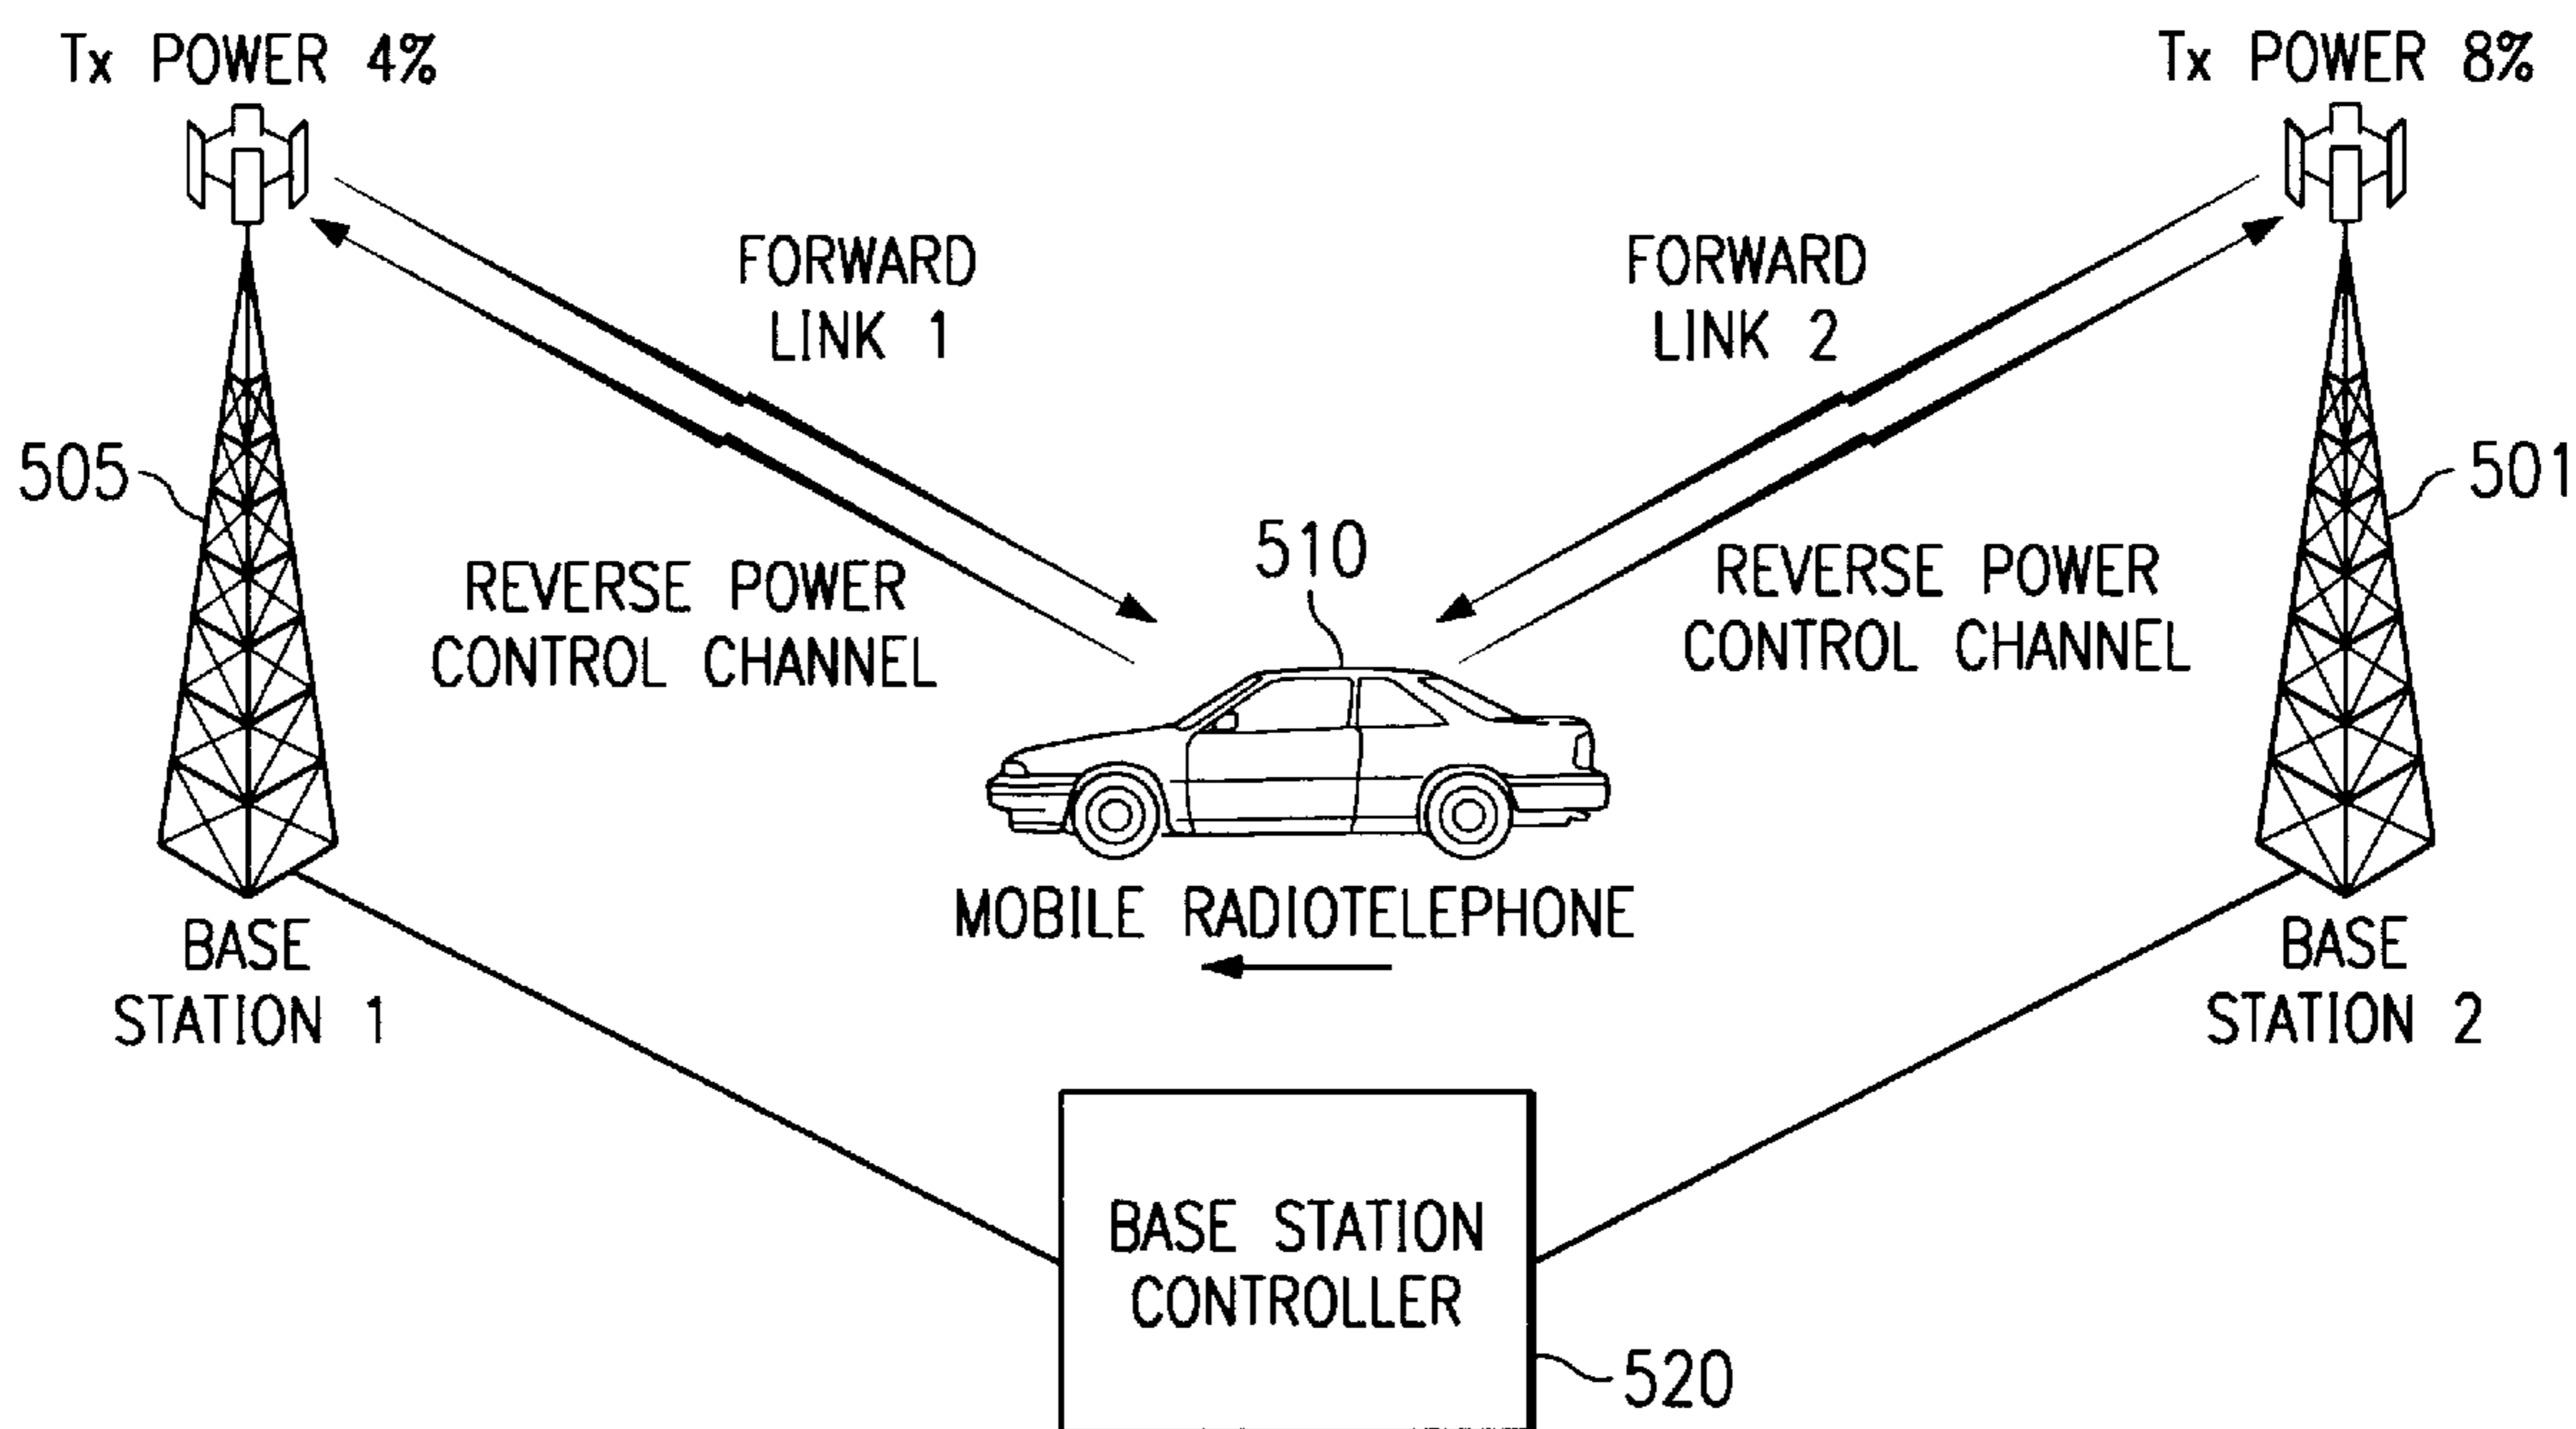 Tx POWER 4%
Tx POWER 8%
FORWARD
LINK 1
FORWARD
LINK 2
505
501
510
REVERSE POWER
CONTROL CHANNEL
REVERSE POWER
CONTROL CHANNEL
MOBILE RADIOTELEPHONE
BASE
STATION 1
BASE
STATION 2
BASE STATION
CONTROLLER
520